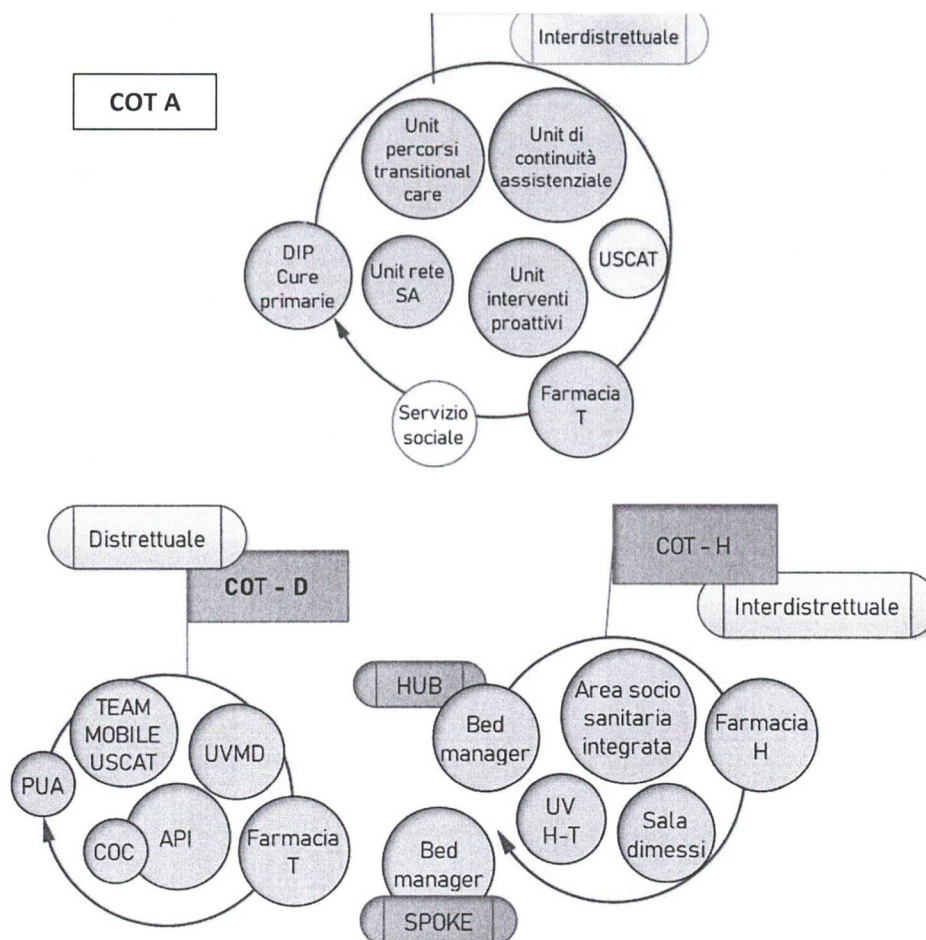 Interdistrettuale
COT A
Unit
percorsi
transitional
care
Unit di
continuità
assistenziale
DIP
Cure
primarie
Unit rete
SA
Unit
interventi
proattivi
USCAT
Servizio
sociale
Farmacia
T
Distrettuale
COT - D
TEAM
MOBILE
USCAT
UVMD
PUA
COC
API
Farmacia
T
COT - H
Interdistrettuale
HUB
Bed
manager
Area socio
sanitaria
integrata
Farmacia
H
UV
H-T
Sala
dimessi
Bed
manager
SPOKE